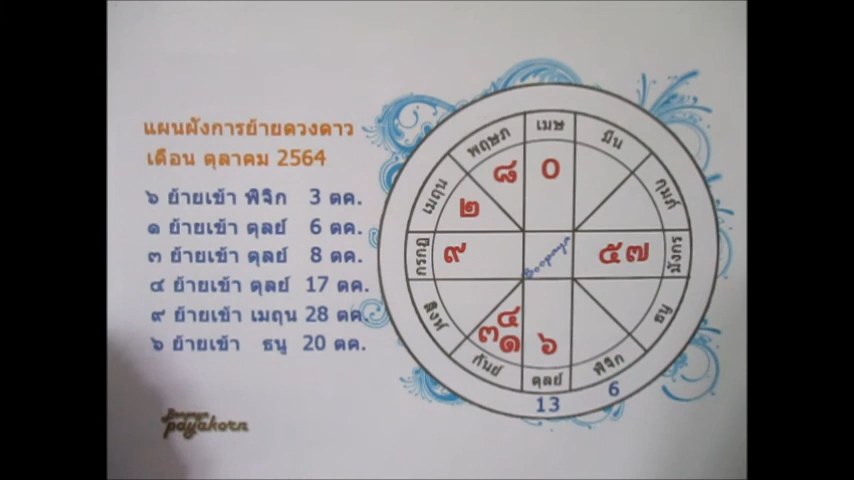 แผนผังการย้ายดวงดาว
เดือน ตุลาคม 2564
๖ ย้ายเข้า พิจิก 3 ตค.
๑ ย้ายเข้า ตุลย์ 6 ตค.
๓ ย้ายเข้า ตุลย์ 8 ตค.
๔ ย้ายเข้า ตุลย์ 17 ตค.
๙ ย้ายเข้า เมถุน 28 ตค.
๖ ย้ายเข้า ธนู 20 ตค.
เมษ
พฤษภ
มีน
เมถุน
กุมภ์
กรกฎ
มังกร
สิงห์
ธนู
กันย์
ตุลย์
พิจิก
๘
๐
๒
๙
๕๗
๔
๓๑
๖
13
6
Boopaya
Boopaya
payakorn